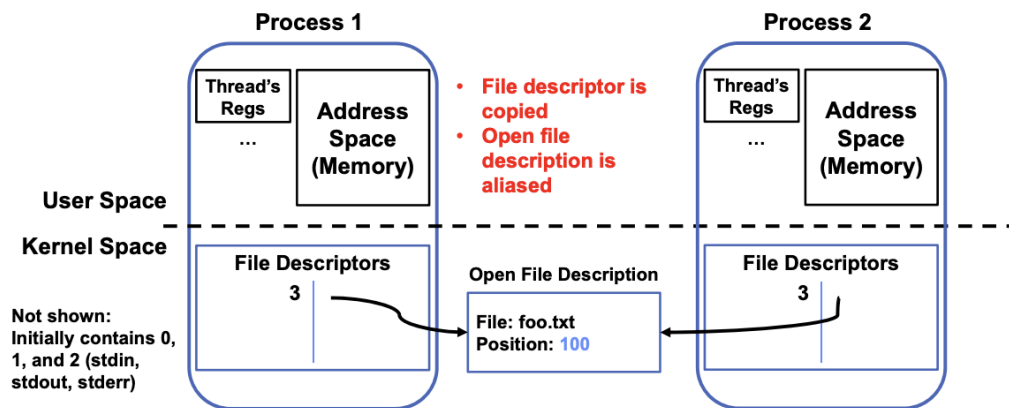 Process 1
Thread's
Regs
...
Address
Space
(Memory)
• File descriptor is
copied
• Open file
description is
aliased
Process 2
Thread's
Regs
...
Address
Space
(Memory)
User Space
Kernel Space
File Descriptors
3
Open File Description
File: foo.txt
Position: 100
File Descriptors
3
Not shown:
Initially contains 0,
1, and 2 (stdin,
stdout, stderr)